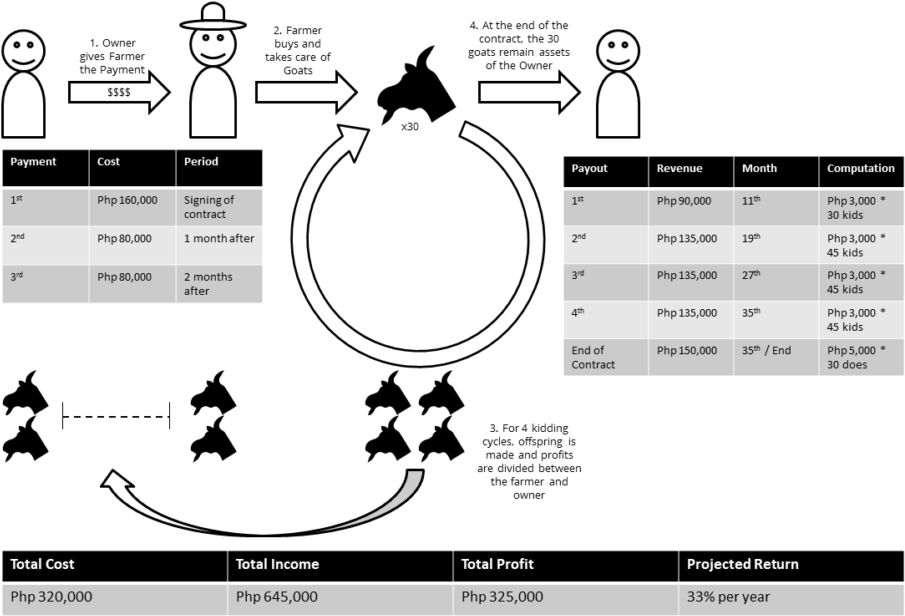 1. Owner
gives Farmer
the Payment
$$$$
2. Farmer
buys and
takes care of
Goats
4. At the end of the
contract, the 30
goats remain assets
of the Owner
x30
Payment Cost Period
1st Php 160,000 Signing of
contract
2nd Php 80,000 1 month after
3rd Php 80,000 2 months
after
Payout Revenue Month Computation
1st Php 90,000 11th Php 3,000 *
30 kids
2nd Php 135,000 19th Php 3,000 *
45 kids
3rd Php 135,000 27th Php 3,000 *
45 kids
4th Php 135,000 35th Php 3,000 *
45 kids
End of Php 150,000 35th / End Php 5,000 *
Contract 30 does
3. For 4 kidding
cycles, offspring is
made and profits
are divided between
the farmer and
owner
Total Cost Total Income Total Profit Projected Return
Php 320,000 Php 645,000 Php 325,000 33% per year